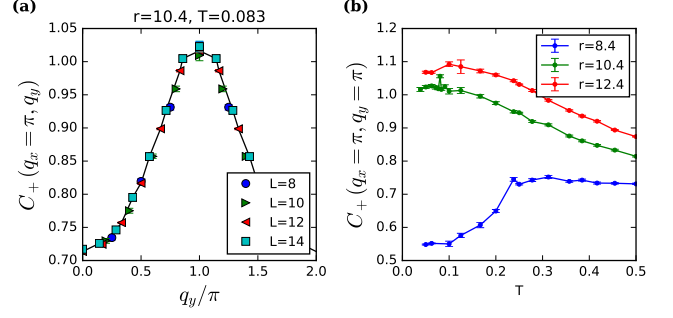 (a)
r=10.4, T=0.083
C₊(qₓ = π, q_y)
1.05
1.00
0.95
0.90
0.85
0.80
0.75
0.70
0.0
0.5
1.0
1.5
2.0
q_y/π
L=8
L=10
L=12
L=14
(b)
C₊(qₓ = π, q_y = π)
1.2
1.1
1.0
0.9
0.8
0.7
0.6
0.5
0.0
0.1
0.2
0.3
0.4
0.5
T
r=8.4
r=10.4
r=12.4